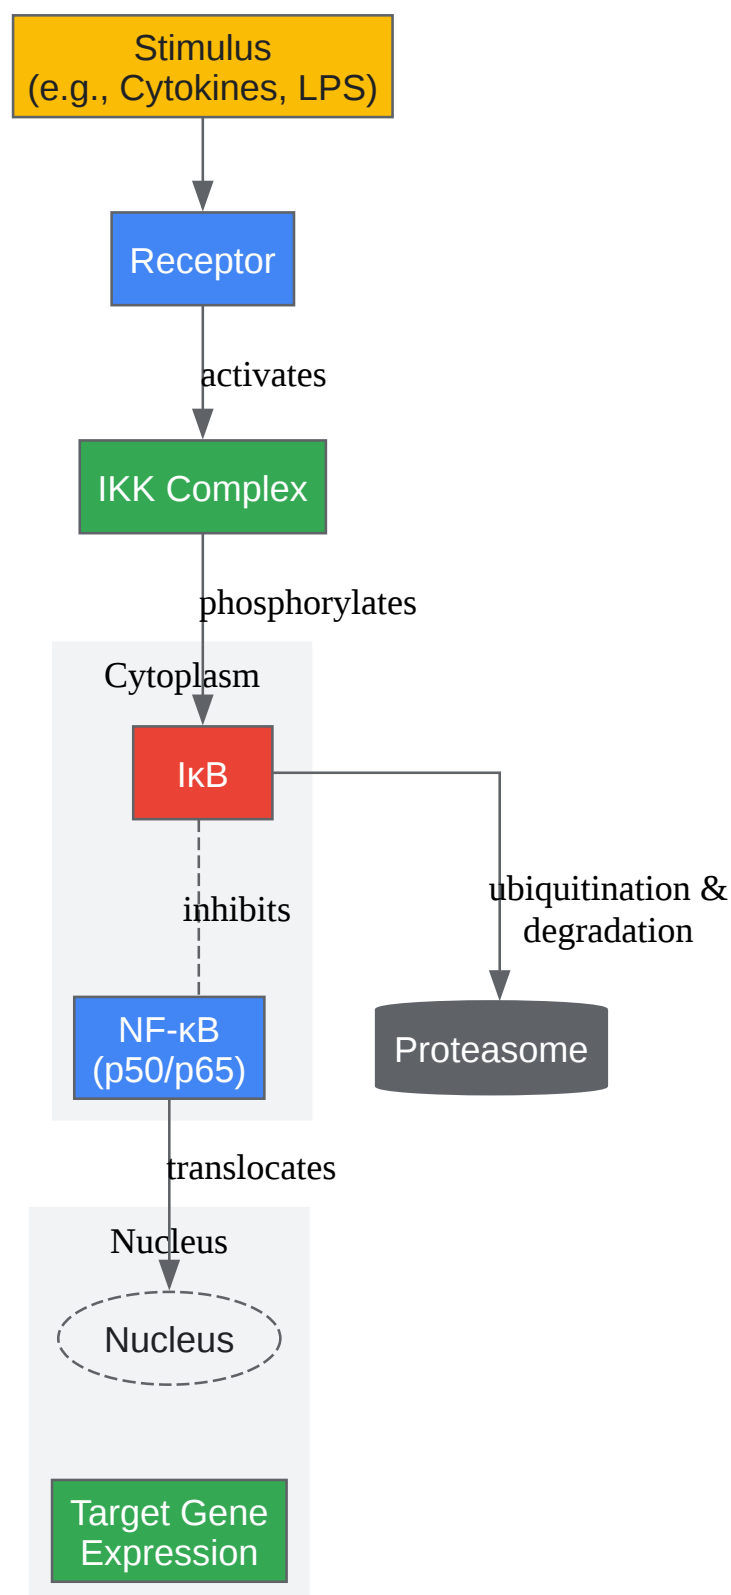 Stimulus
(e.g., Cytokines, LPS)
Receptor
activates
IKK Complex
phosphorylates
Cytoplasm
IκB
inhibits
ubiquitination &
degradation
NF-κB
(p50/p65)
Proteasome
translocates
Nucleus
Nucleus
Target Gene
Expression